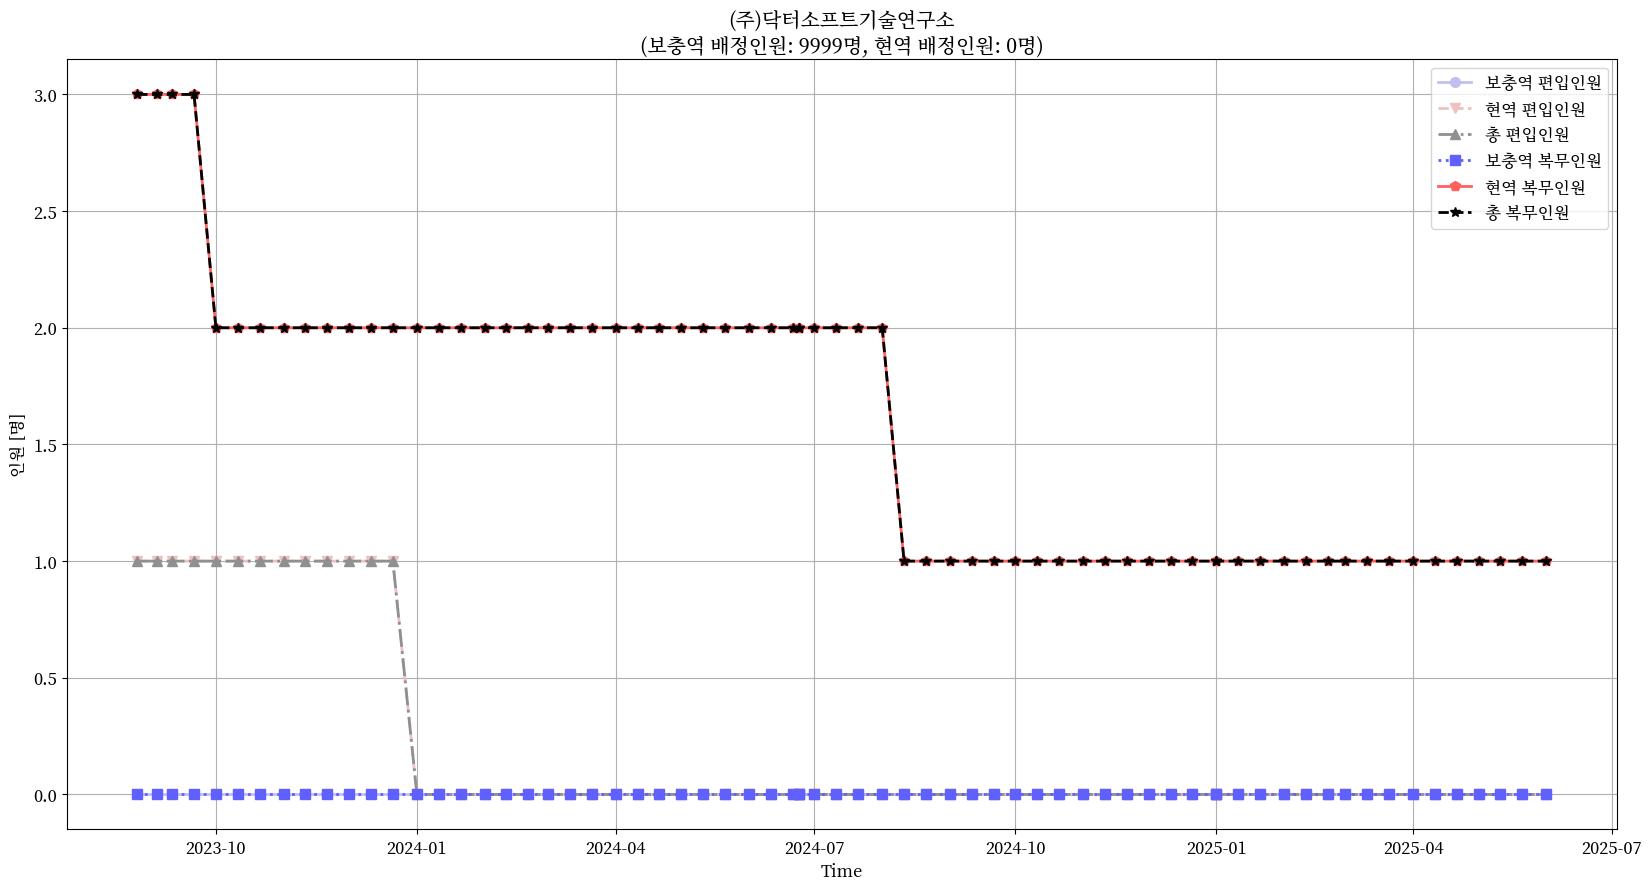 (주)닥터소프트기술연구소
(보충역 배정인원: 9999명, 현역 배정인원: 0명)
보충역 편입인원
현역 편입인원
총 편입인원
보충역 복무인원
현역 복무인원
총 복무인원
3.0
2.5
2.0
1.5
1.0
0.5
0.0
인원 [명]
2023-10
2024-01
2024-04
2024-07
2024-10
2025-01
2025-04
2025-07
Time